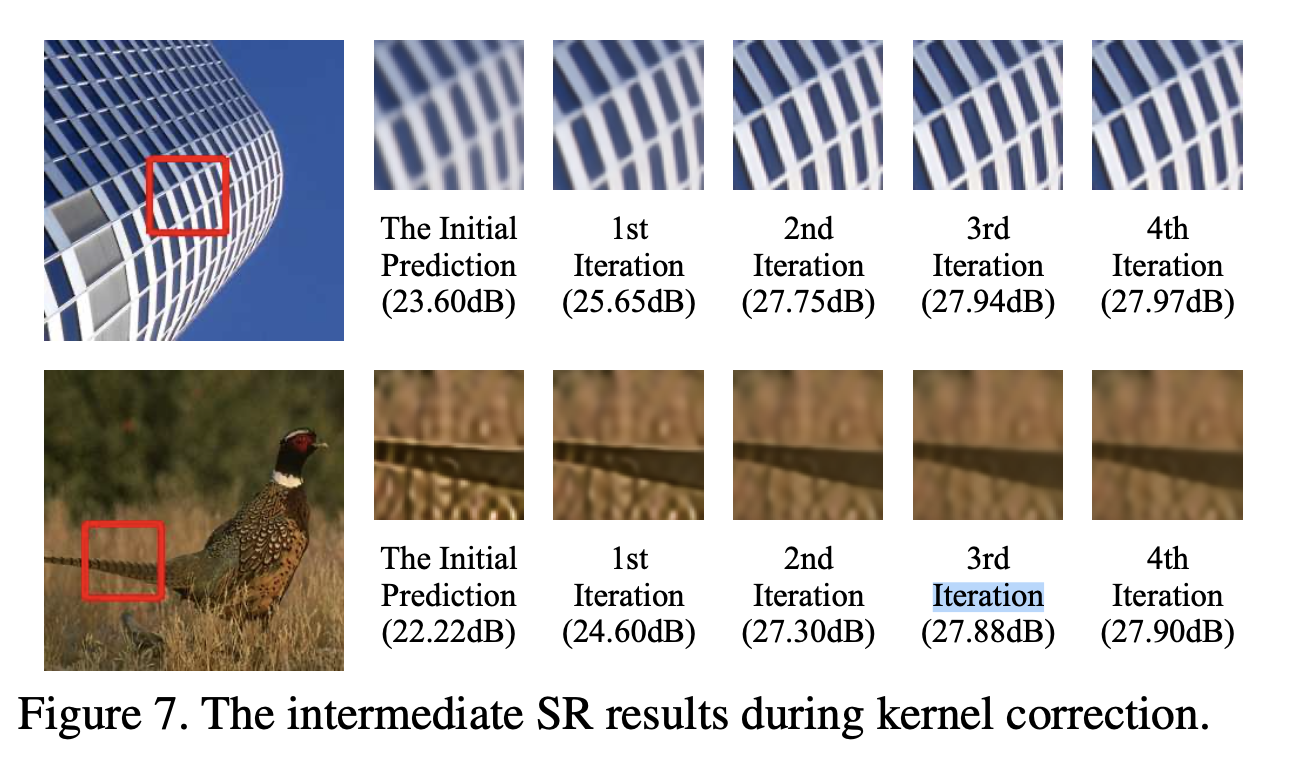 The Initial
Prediction
(23.60dB)
1st
Iteration
(25.65dB)
2nd
Iteration
(27.75dB)
3rd
Iteration
(27.94dB)
4th
Iteration
(27.97dB)
The Initial
Prediction
(22.22dB)
1st
Iteration
(24.60dB)
2nd
Iteration
(27.30dB)
3rd
Iteration
(27.88dB)
4th
Iteration
(27.90dB)
Figure 7. The intermediate SR results during kernel correction.